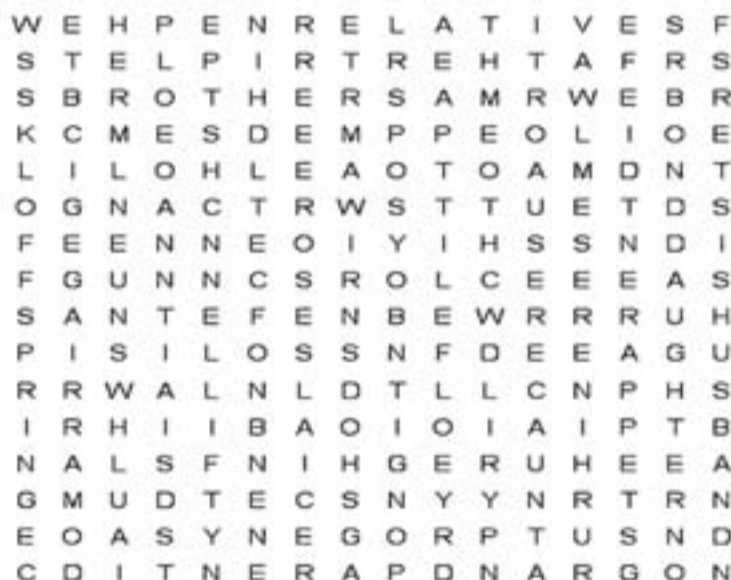 W E H P E N R E L A T I V E S F
S T E L P I R T R E H T A F R S
S B R O T H E R S A M R W E B R
K C M E S D E M P P E O L I O E
L I L O H L E A O T O A M D N T
O G N A C T R W S T T U E T D S
F E E N N E O I Y I H S S N D I
F G U N N C S R O L C E E E A S
S A N T E F E N B E W R R R U H
P I S I L O S S N F D E E A G U
R R W A L N L D T L L C N P H S
I R H I I B A O I O I A I P T B
N A L S F N I H G E R U H E E A
G M U D T E C S N Y Y N R T R N
E O A S Y N E G O R P T U S N D
C D I T N E R A P D N A R G O N